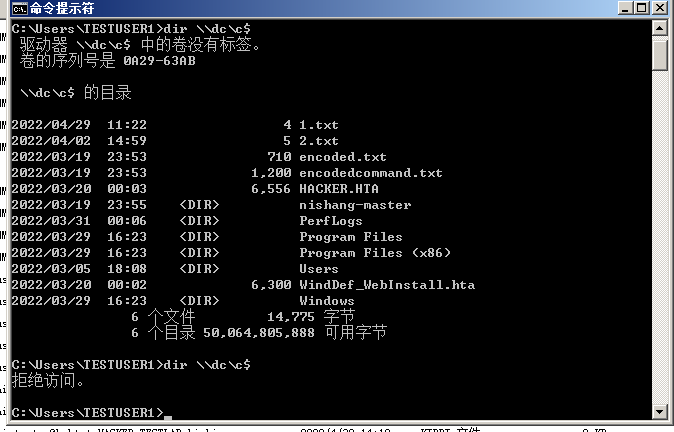 命令提示符
C:\Users\TESTUSER1>dir \\dc\c$
驱动器 \\dc\c$ 中的卷没有标签。
卷的序列号是 0A29-63AB
\\dc\c$ 的目录
2022/04/29 11:22 4 1.txt
2022/04/02 14:59 5 2.txt
2022/03/19 23:53 710 encoded.txt
2022/03/19 23:53 1,200 encodedcommand.txt
2022/03/20 00:03 6,556 HACKER.HTA
2022/03/19 23:55 <DIR> nishang-master
2022/03/31 00:06 <DIR> PerfLogs
2022/03/29 16:23 <DIR> Program Files
2022/03/29 16:23 <DIR> Program Files (x86)
2022/03/05 18:08 <DIR> Users
2022/03/20 00:02 6,300 WindDef_WebInstall.hta
2022/03/29 16:23 <DIR> Windows
6 个文件 14,775 字节
6 个目录 50,064,805,888 可用字节
C:\Users\TESTUSER1>dir \\dc\c$
拒绝访问。
C:\Users\TESTUSER1>